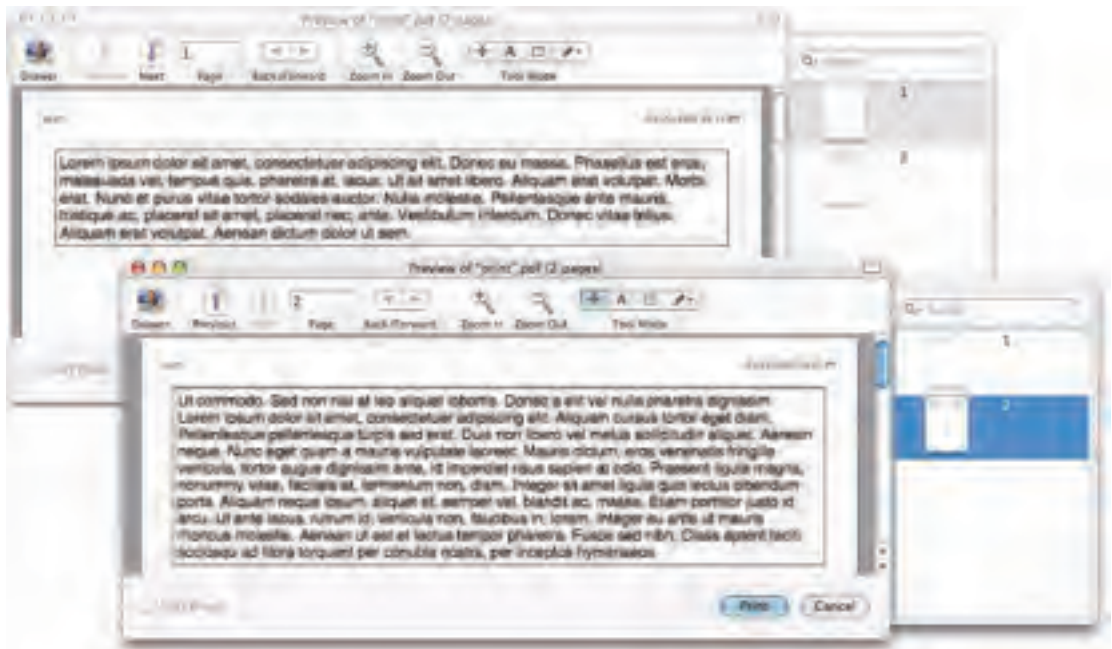 Preview of "print".pdf (2 pages)
1
Next Page Back/Forward Zoom In Zoom Out Tool Mode
1
2
Lorem ipsum dolor sit amet, consectetuer adipiscing elit. Donec eu massa. Phasellus est eros,
malesuada vel, tempus quis, pharetra at, lacus. Ut sit amet libero. Aliquam erat volutpat. Morbi
erat. Nunc et purus vitae tortor sodales auctor. Nulla molestie. Pellentesque ante mauris,
tristique ac, placerat sit amet, placerat nec, ante. Vestibulum interdum. Donec vitae tellus.
Aliquam erat volutpat. Aenean dictum dolor ut sem.
Preview of "print".pdf (2 pages)
2
Drawer Previous Page Back/Forward Zoom In Zoom Out Tool Mode
1
2
Ut commodo. Sed non nisi at leo aliquet lobortis. Donec a elit vel nulla pharetra dignissim.
Lorem ipsum dolor sit amet, consectetuer adipiscing elit. Aliquam cursus tortor eget diam.
Pellentesque pellentesque turpis sed erat. Duis non libero vel metus sollicitudin aliquet. Aenean
neque. Nunc eget quam a mauris vulputate laoreet. Mauris dictum, eros venenatis fringilla
vehicula, tortor augue dignissim ante, id imperdiet risus sapien at odio. Praesent ligula magna,
nonummy vitae, facilisis at, fermentum non, diam. Integer sit amet ligula quis lectus bibendum
porta. Aliquam neque ipsum, aliquet et, semper vel, blandit ac, massa. Etiam porttitor justo id
arcu. Ut ante lacus, rutrum id, vehicula non, faucibus in, lorem. Integer eu ante ut mauris
rhoncus molestie. Aenean ut est et lectus tempor pharetra. Fusce sed nibh. Class aptent taciti
sociosqu ad litora torquent per conubia nostra, per inceptos hymenaeos.
Print Cancel